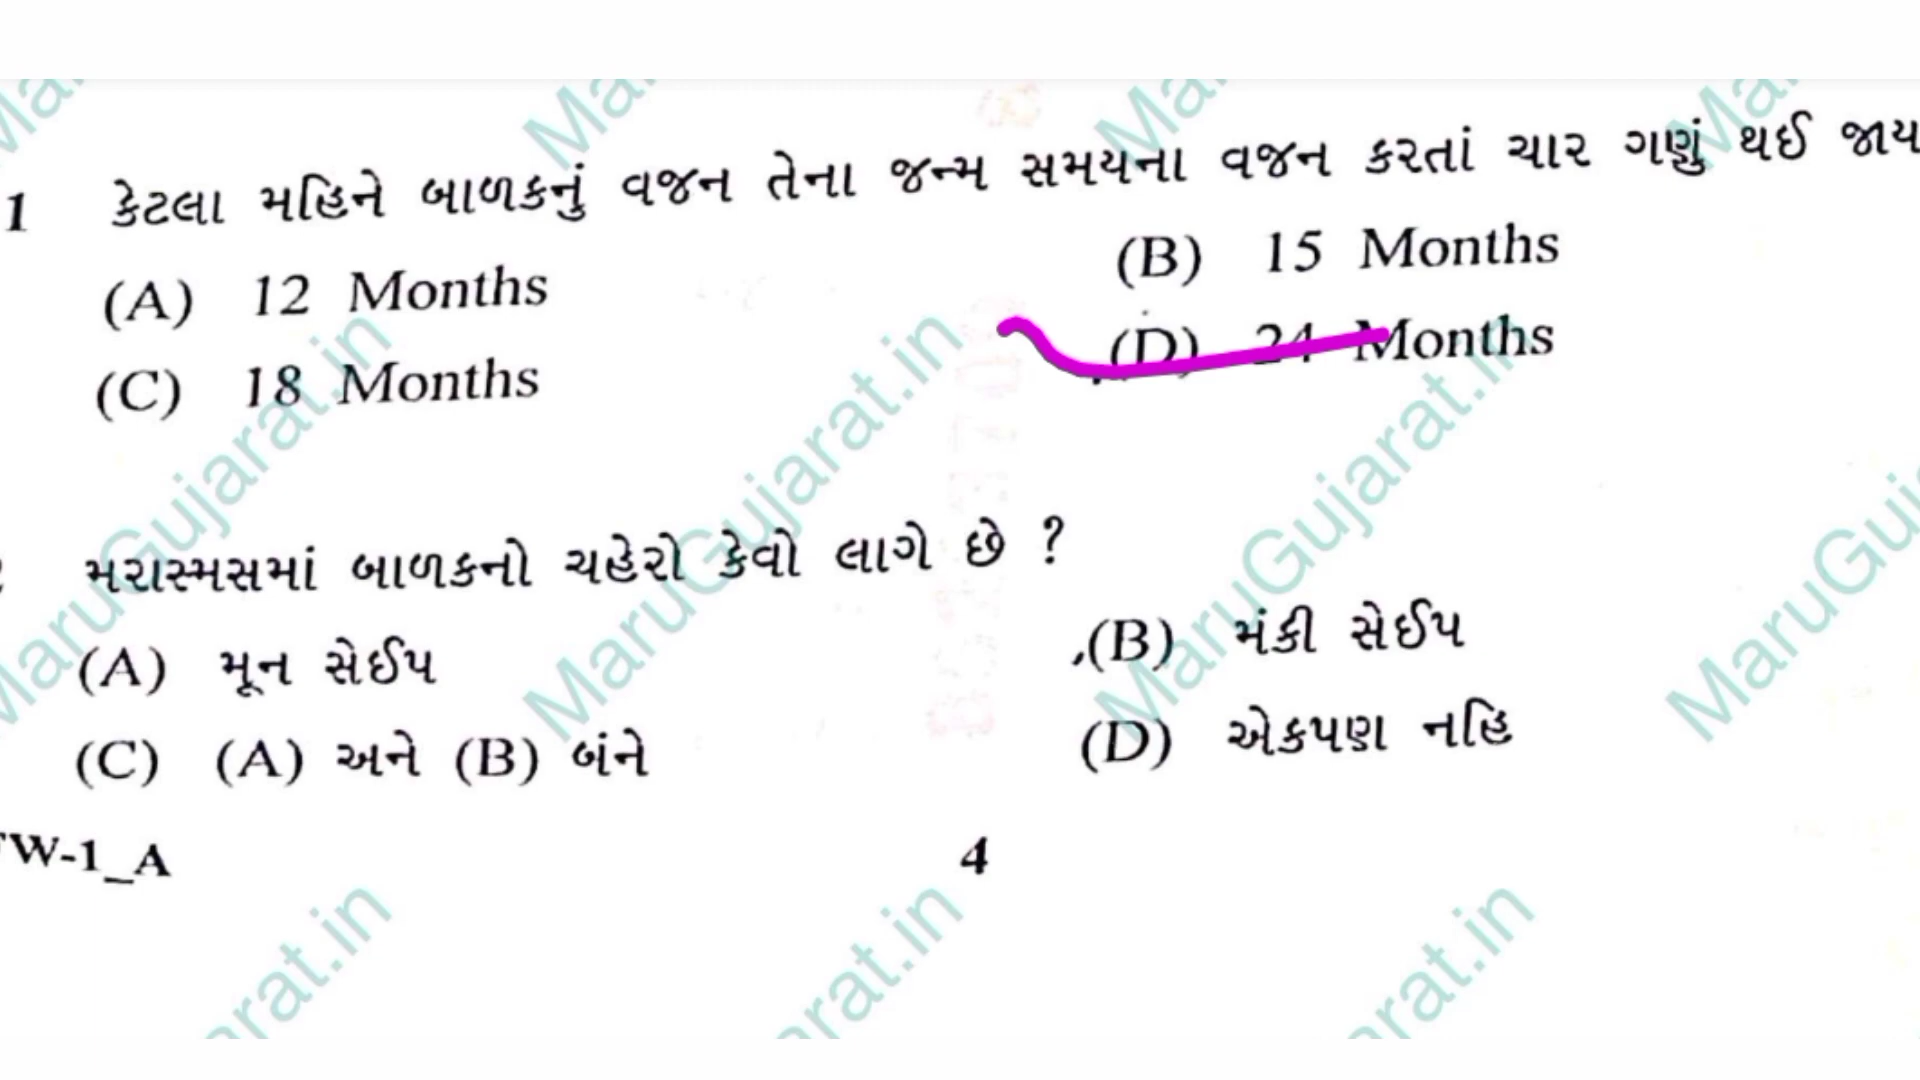 1 કેટલા મહિને બાળકનું વજન તેના જન્મ સમયના વજન કરતાં ચાર ગણું થઈ જાય
(A) 12 Months (B) 15 Months
(C) 18 Months (D) 24 Months
મરાસ્મસમાં બાળકનો ચહેરો કેવો લાગે છે ?
(A) મૂન સેઈપ (B) મંકી સેઈપ
(C) (A) અને (B) બંને (D) એકપણ નહિ
W-1_A 4
MaruGujarat.in